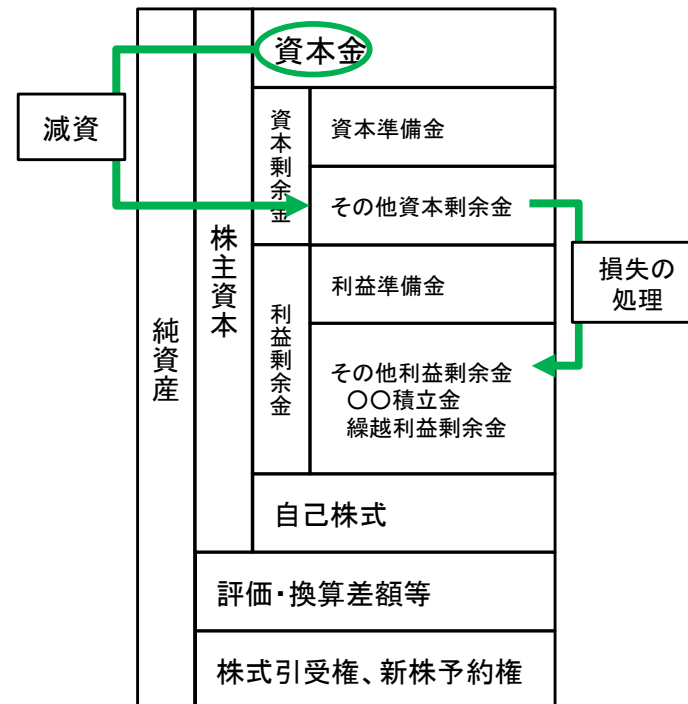 資本金
減資
資本剰余金
資本準備金
その他資本剰余金
株主資本
損失の
処理
利益準備金
純資産
利益剰余金
その他利益剰余金
〇〇積立金
繰越利益剰余金
自己株式
評価・換算差額等
株式引受権、新株予約権